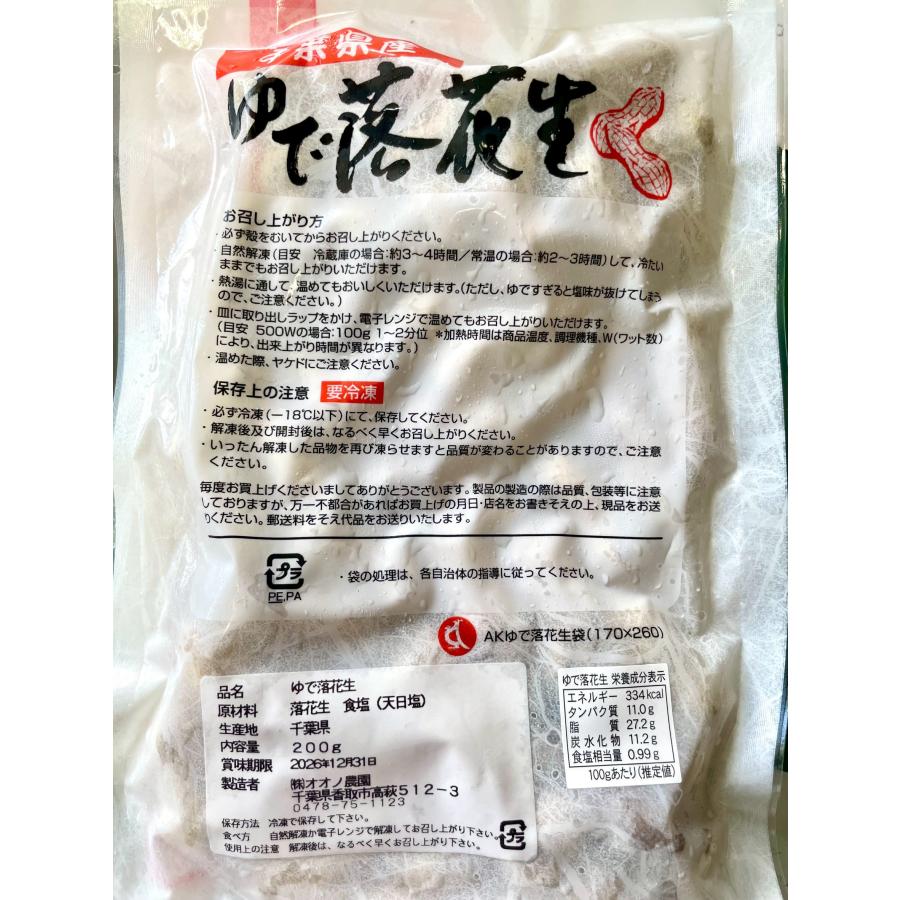 千葉県産
ゆで落花生
お召し上がり方
・必ず殻をむいてからお召し上がりください。
・自然解凍(目安 冷蔵庫の場合:約3〜4時間/常温の場合:約2〜3時間)して、冷たい
ままでもお召し上がりいただけます。
・熱湯に通して、温めてもおいしくいただけます。(ただし、ゆですぎると塩味が抜けてしまう
ので、ご注意ください。)
・皿に取り出しラップをかけ、電子レンジで温めてもお召し上がりいただけます。
(目安 500Wの場合:100g 1〜2分位 *加熱時間は商品温度、調理機種、W(ワット数)
により、出来上がり時間が異なります。)
・温めた際、ヤケドにご注意ください。
保存上の注意 要冷凍
・必ず冷凍(−18℃以下)にて、保存してください。
・解凍後及び開封後は、なるべく早くお召し上がりください。
・いったん解凍した品物を再び凍らせますと品質が変わることがありますので、ご注意
ください。
毎度お買上げくださいましてありがとうございます。製品の製造の際は品質、包装等に注意
しておりますが、万一不都合があればお買上げの月日・店名をお書きそえの上、現品をお送
りください。郵送料をそえ代品をお送りいたします。
プラ
PE,PA
・袋の処理は、各自治体の指導に従ってください。
AKゆで落花生袋(170×260)
品名 ゆで落花生
原材料 落花生 食塩(天日塩)
生産地 千葉県
内容量 200g
賞味期限 2026年12月31日
製造者 ㈱オオノ農園
千葉県香取市高萩512-3
0478-75-1123
保存方法 冷凍で保存して下さい。
食べ方 自然解凍か電子レンジで解凍してお召し上がり下さい。
使用上の注意 解凍後は、なるべく早くお召し上がり下さい。
プラ
ゆで落花生 栄養成分表示
エネルギー 334kcal
タンパク質 11.0g
脂質 27.2g
炭水化物 11.2g
食塩相当量 0.99g
100gあたり(推定値)